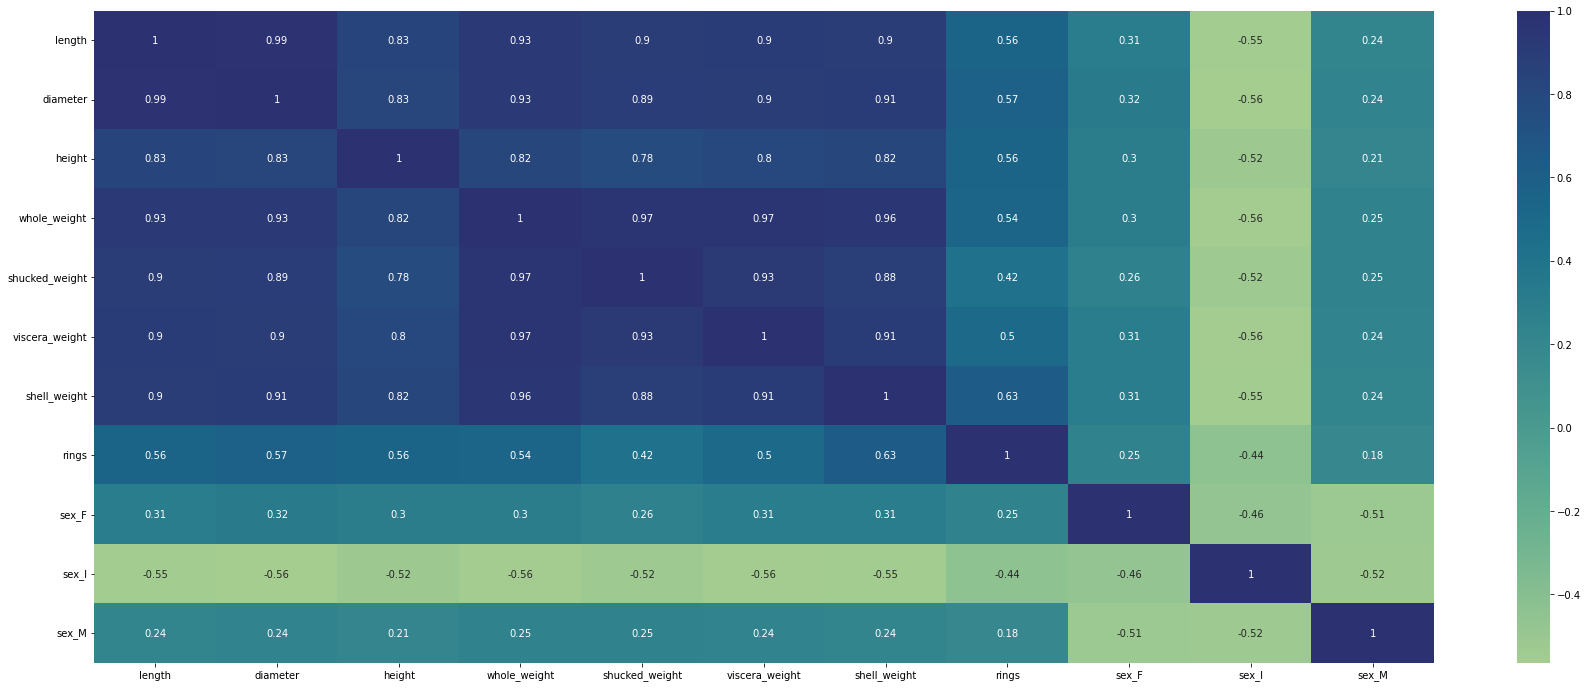 length 1 0.99 0.83 0.93 0.9 0.9 0.9 0.56 0.31 -0.55 0.24
diameter 0.99 1 0.83 0.93 0.89 0.9 0.91 0.57 0.32 -0.56 0.24
height 0.83 0.83 1 0.82 0.78 0.8 0.82 0.56 0.3 -0.52 0.21
whole_weight 0.93 0.93 0.82 1 0.97 0.97 0.96 0.54 0.3 -0.56 0.25
shucked_weight 0.9 0.89 0.78 0.97 1 0.93 0.88 0.42 0.26 -0.52 0.25
viscera_weight 0.9 0.9 0.8 0.97 0.93 1 0.91 0.5 0.31 -0.56 0.24
shell_weight 0.9 0.91 0.82 0.96 0.88 0.91 1 0.63 0.31 -0.55 0.24
rings 0.56 0.57 0.56 0.54 0.42 0.5 0.63 1 0.25 -0.44 0.18
sex_F 0.31 0.32 0.3 0.3 0.26 0.31 0.31 0.25 1 -0.46 -0.51
sex_I -0.55 -0.56 -0.52 -0.56 -0.52 -0.56 -0.55 -0.44 -0.46 1 -0.52
sex_M 0.24 0.24 0.21 0.25 0.25 0.24 0.24 0.18 -0.51 -0.52 1
length diameter height whole_weight shucked_weight viscera_weight shell_weight rings sex_F sex_I sex_M
1.0
0.8
0.6
0.4
0.2
0.0
−0.2
−0.4